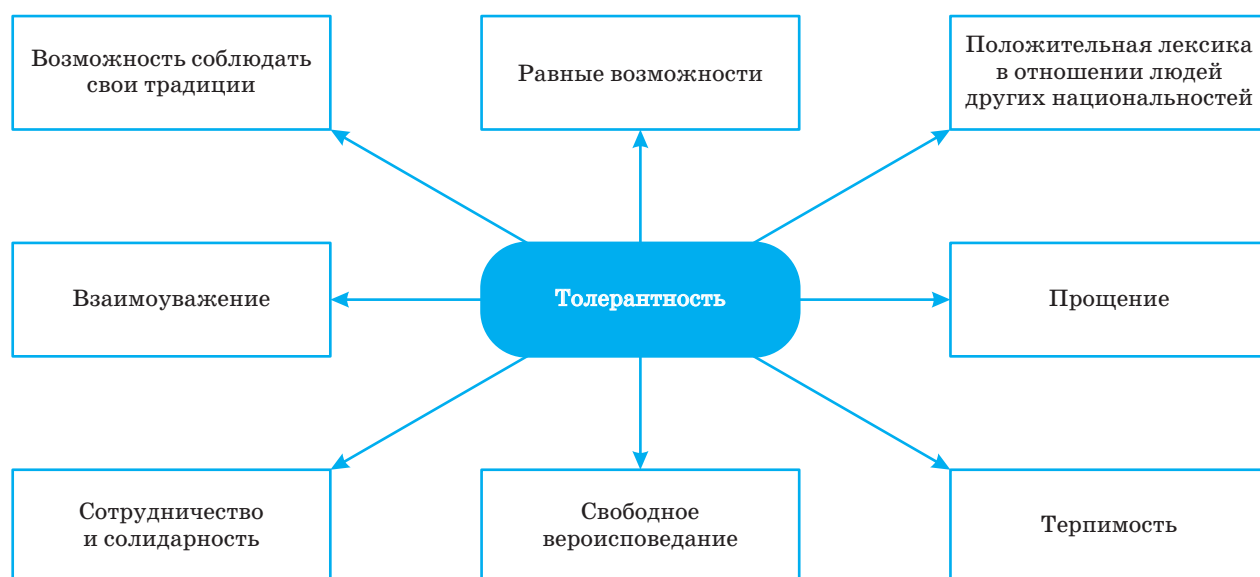 Возможность соблюдать
свои традиции
Равные возможности
Положительная лексика
в отношении людей
других национальностей
Взаимоуважение
Толерантность
Прощение
Сотрудничество
и солидарность
Свободное
вероисповедание
Терпимость